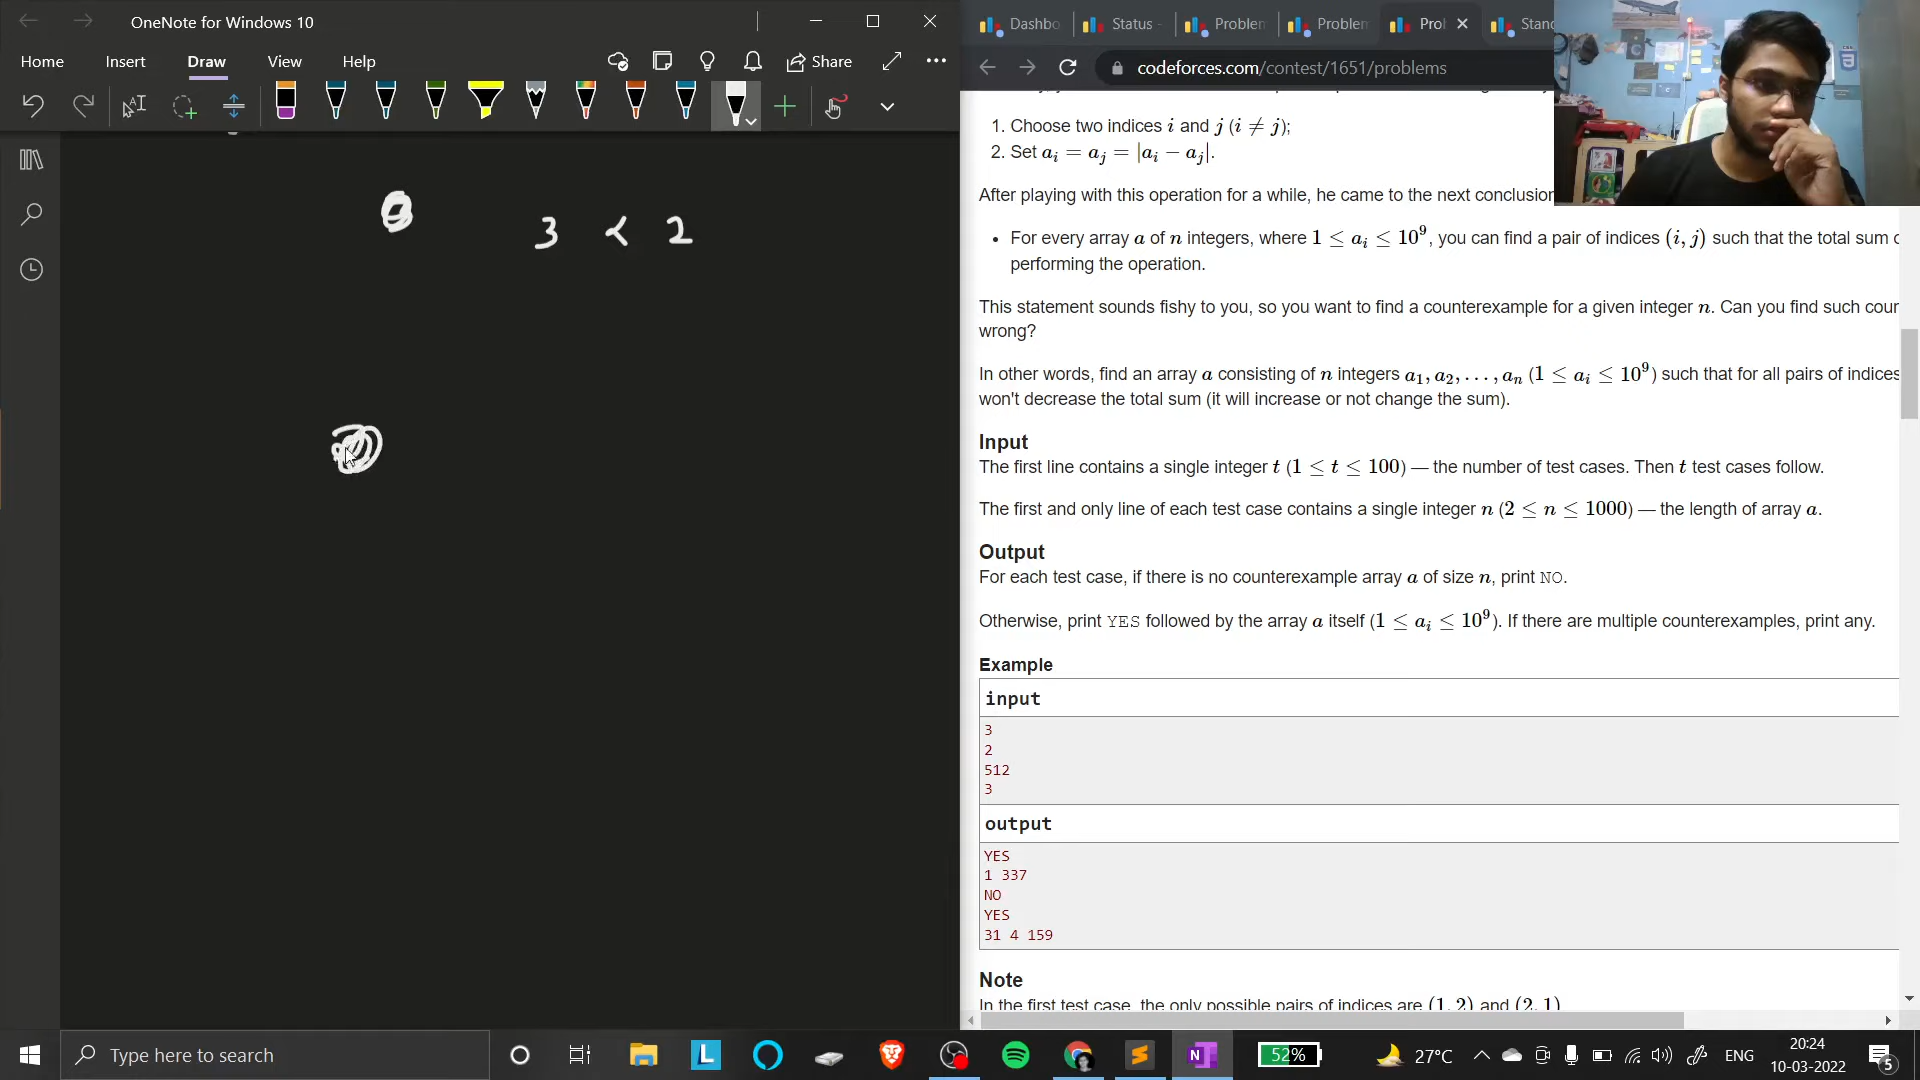 OneNote for Windows 10
Home Insert Draw View Help Share
3 < 2
Status
codeforces.com/contest/1651/problems
1. Choose two indices i and j (i ≠ j);
2. Set a_i = a_j = |a_i − a_j|.
After playing with this operation for a while, he came to the next conclusion
• For every array a of n integers, where 1 ≤ a_i ≤ 10^9, you can find a pair of indices (i, j) such that the total sum
performing the operation.
This statement sounds fishy to you, so you want to find a counterexample for a given integer n. Can you find such
wrong?
In other words, find an array a consisting of n integers a_1, a_2, . . . , a_n (1 ≤ a_i ≤ 10^9) such that for all pairs of indices
won't decrease the total sum (it will increase or not change the sum).
Input
The first line contains a single integer t (1 ≤ t ≤ 100) — the number of test cases. Then t test cases follow.
The first and only line of each test case contains a single integer n (2 ≤ n ≤ 1000) — the length of array a.
Output
For each test case, if there is no counterexample array a of size n, print NO.
Otherwise, print YES followed by the array a itself (1 ≤ a_i ≤ 10^9). If there are multiple counterexamples, print any.
Example
input
3
2
512
3
output
YES
1 337
NO
YES
31 4 159
Note
In the first test case, the only possible pairs of indices are (1, 2) and (2, 1)
Type here to search
52%
27°C
ENG
20:24
10-03-2022
5